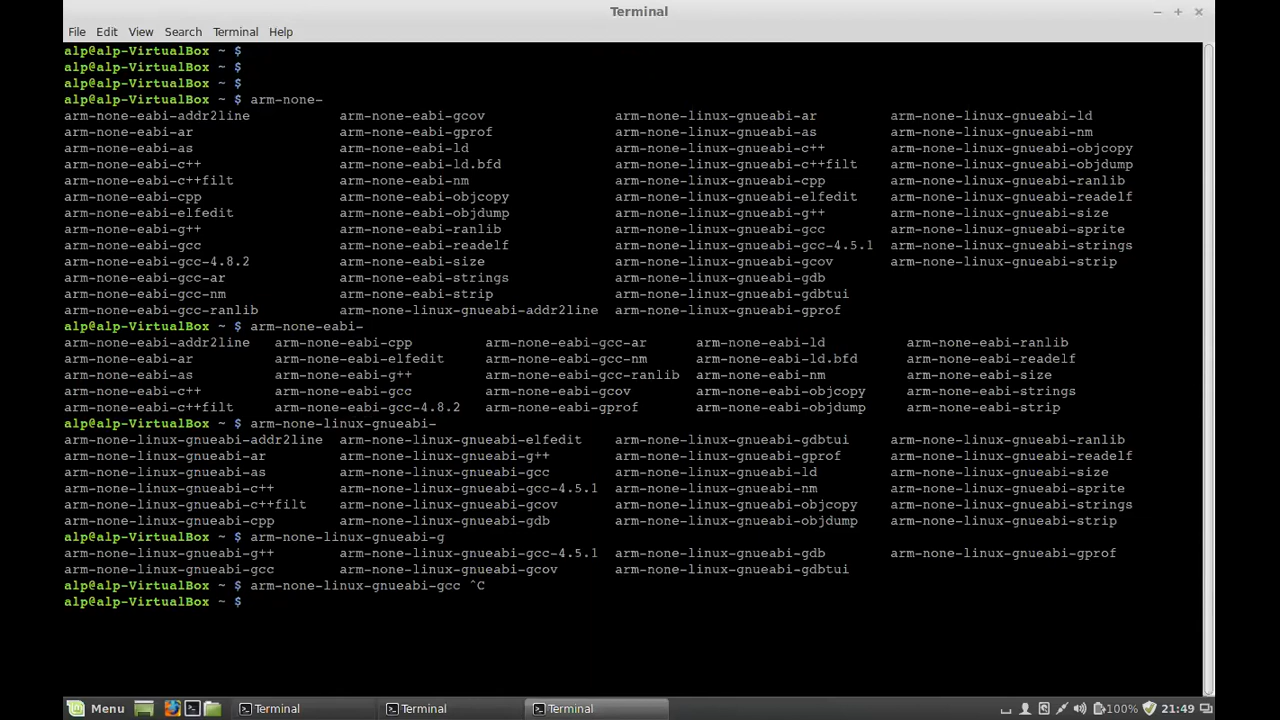 Terminal
File Edit View Search Terminal Help
alp@alp-VirtualBox ~ $
alp@alp-VirtualBox ~ $
alp@alp-VirtualBox ~ $
alp@alp-VirtualBox ~ $ arm-none-
arm-none-eabi-addr2line arm-none-eabi-gcov arm-none-linux-gnueabi-ar arm-none-linux-gnueabi-ld
arm-none-eabi-ar arm-none-eabi-gprof arm-none-linux-gnueabi-as arm-none-linux-gnueabi-nm
arm-none-eabi-as arm-none-eabi-ld arm-none-linux-gnueabi-c++ arm-none-linux-gnueabi-objcopy
arm-none-eabi-c++ arm-none-eabi-ld.bfd arm-none-linux-gnueabi-c++filt arm-none-linux-gnueabi-objdump
arm-none-eabi-c++filt arm-none-eabi-nm arm-none-linux-gnueabi-cpp arm-none-linux-gnueabi-ranlib
arm-none-eabi-cpp arm-none-eabi-objcopy arm-none-linux-gnueabi-elfedit arm-none-linux-gnueabi-readelf
arm-none-eabi-elfedit arm-none-eabi-objdump arm-none-linux-gnueabi-g++ arm-none-linux-gnueabi-size
arm-none-eabi-g++ arm-none-eabi-ranlib arm-none-linux-gnueabi-gcc arm-none-linux-gnueabi-sprite
arm-none-eabi-gcc arm-none-eabi-readelf arm-none-linux-gnueabi-gcc-4.5.1 arm-none-linux-gnueabi-strings
arm-none-eabi-gcc-4.8.2 arm-none-eabi-size arm-none-linux-gnueabi-gcov arm-none-linux-gnueabi-strip
arm-none-eabi-gcc-ar arm-none-eabi-strings arm-none-linux-gnueabi-gdb
arm-none-eabi-gcc-nm arm-none-eabi-strip arm-none-linux-gnueabi-gdbtui
arm-none-eabi-gcc-ranlib arm-none-linux-gnueabi-addr2line arm-none-linux-gnueabi-gprof
alp@alp-VirtualBox ~ $ arm-none-eabi-
arm-none-eabi-addr2line arm-none-eabi-cpp arm-none-eabi-gcc-ar arm-none-eabi-ld arm-none-eabi-ranlib
arm-none-eabi-ar arm-none-eabi-elfedit arm-none-eabi-gcc-nm arm-none-eabi-ld.bfd arm-none-eabi-readelf
arm-none-eabi-as arm-none-eabi-g++ arm-none-eabi-gcc-ranlib arm-none-eabi-nm arm-none-eabi-size
arm-none-eabi-c++ arm-none-eabi-gcc arm-none-eabi-gcov arm-none-eabi-objcopy arm-none-eabi-strings
arm-none-eabi-c++filt arm-none-eabi-gcc-4.8.2 arm-none-eabi-gprof arm-none-eabi-objdump arm-none-eabi-strip
alp@alp-VirtualBox ~ $ arm-none-linux-gnueabi-
arm-none-linux-gnueabi-addr2line arm-none-linux-gnueabi-elfedit arm-none-linux-gnueabi-gdbtui arm-none-linux-gnueabi-ranlib
arm-none-linux-gnueabi-ar arm-none-linux-gnueabi-g++ arm-none-linux-gnueabi-gprof arm-none-linux-gnueabi-readelf
arm-none-linux-gnueabi-as arm-none-linux-gnueabi-gcc arm-none-linux-gnueabi-ld arm-none-linux-gnueabi-size
arm-none-linux-gnueabi-c++ arm-none-linux-gnueabi-gcc-4.5.1 arm-none-linux-gnueabi-nm arm-none-linux-gnueabi-sprite
arm-none-linux-gnueabi-c++filt arm-none-linux-gnueabi-gcov arm-none-linux-gnueabi-objcopy arm-none-linux-gnueabi-strings
arm-none-linux-gnueabi-cpp arm-none-linux-gnueabi-gdb arm-none-linux-gnueabi-objdump arm-none-linux-gnueabi-strip
alp@alp-VirtualBox ~ $ arm-none-linux-gnueabi-g
arm-none-linux-gnueabi-g++ arm-none-linux-gnueabi-gcc-4.5.1 arm-none-linux-gnueabi-gdb arm-none-linux-gnueabi-gprof
arm-none-linux-gnueabi-gcc arm-none-linux-gnueabi-gcov arm-none-linux-gnueabi-gdbtui
alp@alp-VirtualBox ~ $ arm-none-linux-gnueabi-gcc ^C
alp@alp-VirtualBox ~ $
Menu Terminal Terminal Terminal 100% 21:49